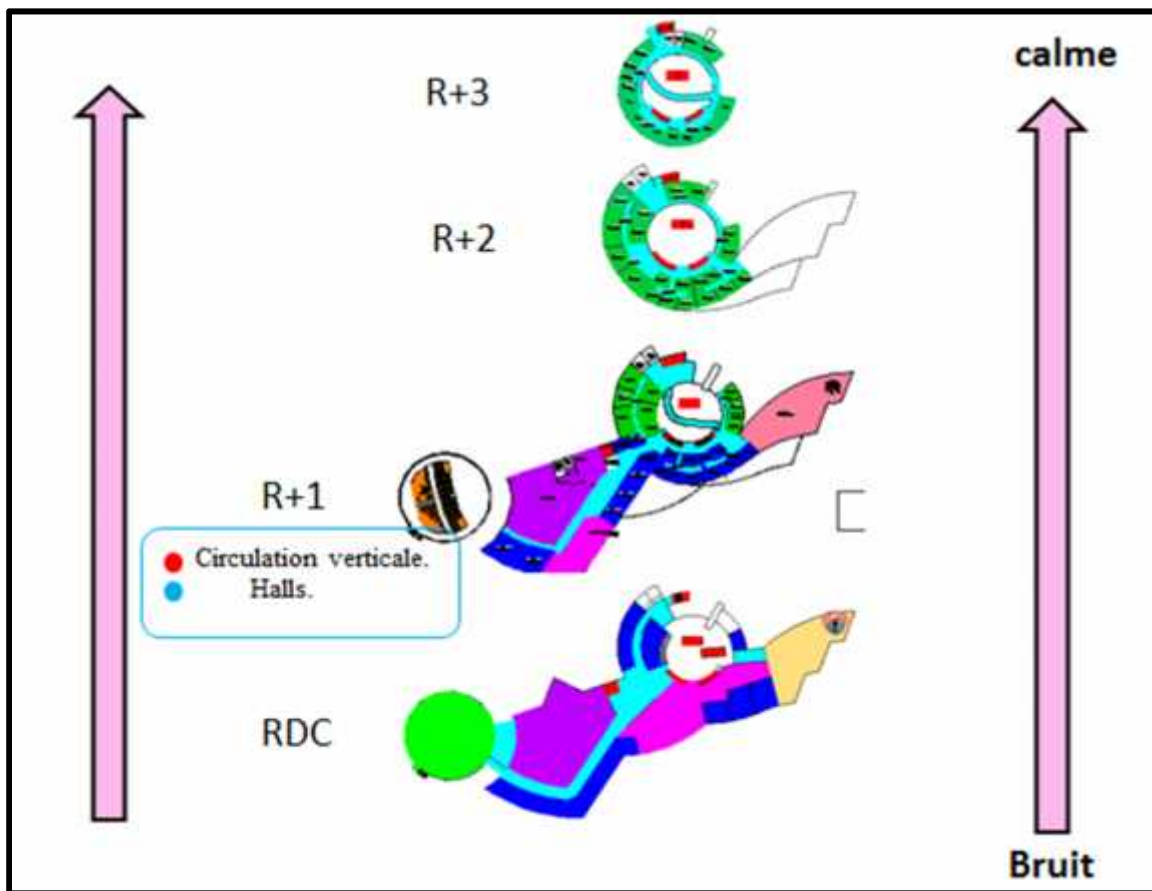 calme
R+3
R+2
R+1
Circulation verticale.
Halls.
RDC
Bruit